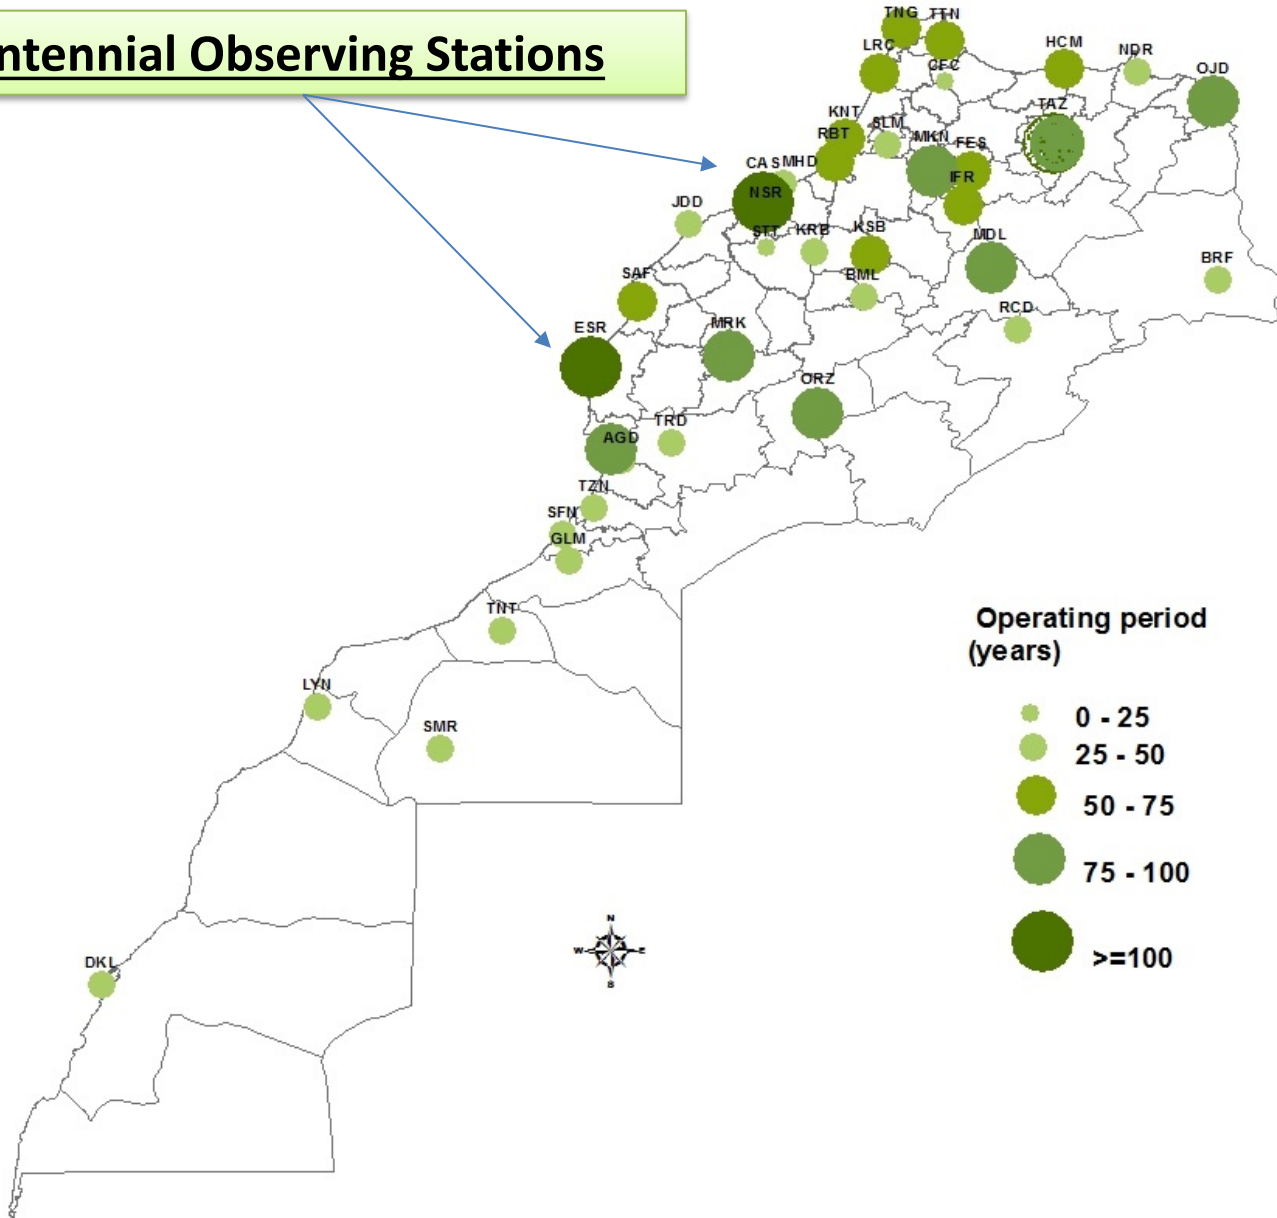 ntennial Observing Stations
TNG TTN
LRC
CFC
HCM
NDR
OJD
KNT
RBT
SLM
MKN
FES
TAZ
IFR
CAS MHD
NSR
JDD
STT
KRB
KSB
MDL
BRF
BML
SAF
RCD
ESR
MRK
ORZ
AGD
TRD
TZN
SFN
GLM
TNT
LYN
SMR
DKL
Operating period
(years)
0 - 25
25 - 50
50 - 75
75 - 100
>=100
N
W E
S